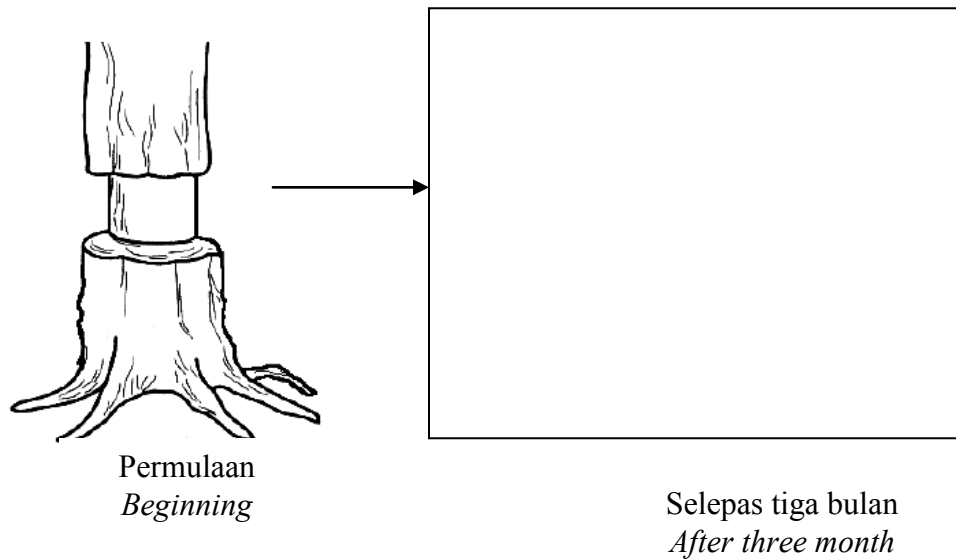 Permulaan
Beginning
Selepas tiga bulan
After three month